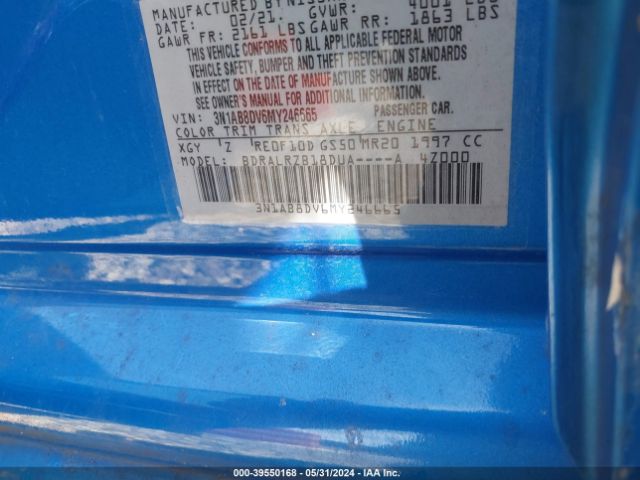 MANUFACTURED BY NISSAN
DATE: 02/21. GVWR: 4001 LBS
GAWR FR: 2161 LBS GAWR RR: 1863 LBS
THIS VEHICLE CONFORMS TO ALL APPLICABLE FEDERAL MOTOR
VEHICLE SAFETY, BUMPER AND THEFT PREVENTION STANDARDS
IN EFFECT ON THE DATE OF MANUFACTURE SHOWN ABOVE.
SEE OWNER'S MANUAL FOR ADDITIONAL INFORMATION.
VIN: 3N1AB8DV6MY246665 PASSENGER CAR.
COLOR TRIM TRANS AXLE ENGINE
XGY 'Z RE0F10D GS50 MR20 1997 CC
MODEL: BDRALRZB18DUA----A 4Z000
3N1AB8DV6MY246665
000-39550168 - 05/31/2024 - IAA Inc.